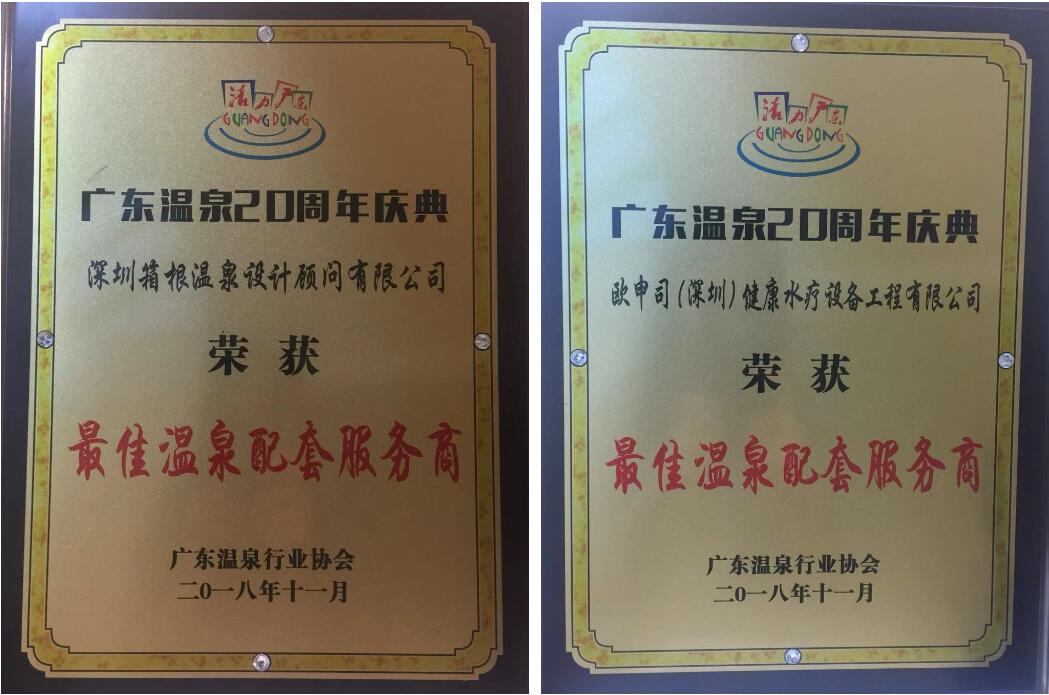 活力广东
GUANGDONG
广东温泉20周年庆典
深圳箱根温泉设计顾问有限公司
荣获
最佳温泉配套服务商
广东温泉行业协会
二〇一八年十一月
活力广东
GUANGDONG
广东温泉20周年庆典
欧申司(深圳)健康水疗设备工程有限公司
荣获
最佳温泉配套服务商
广东温泉行业协会
二〇一八年十一月